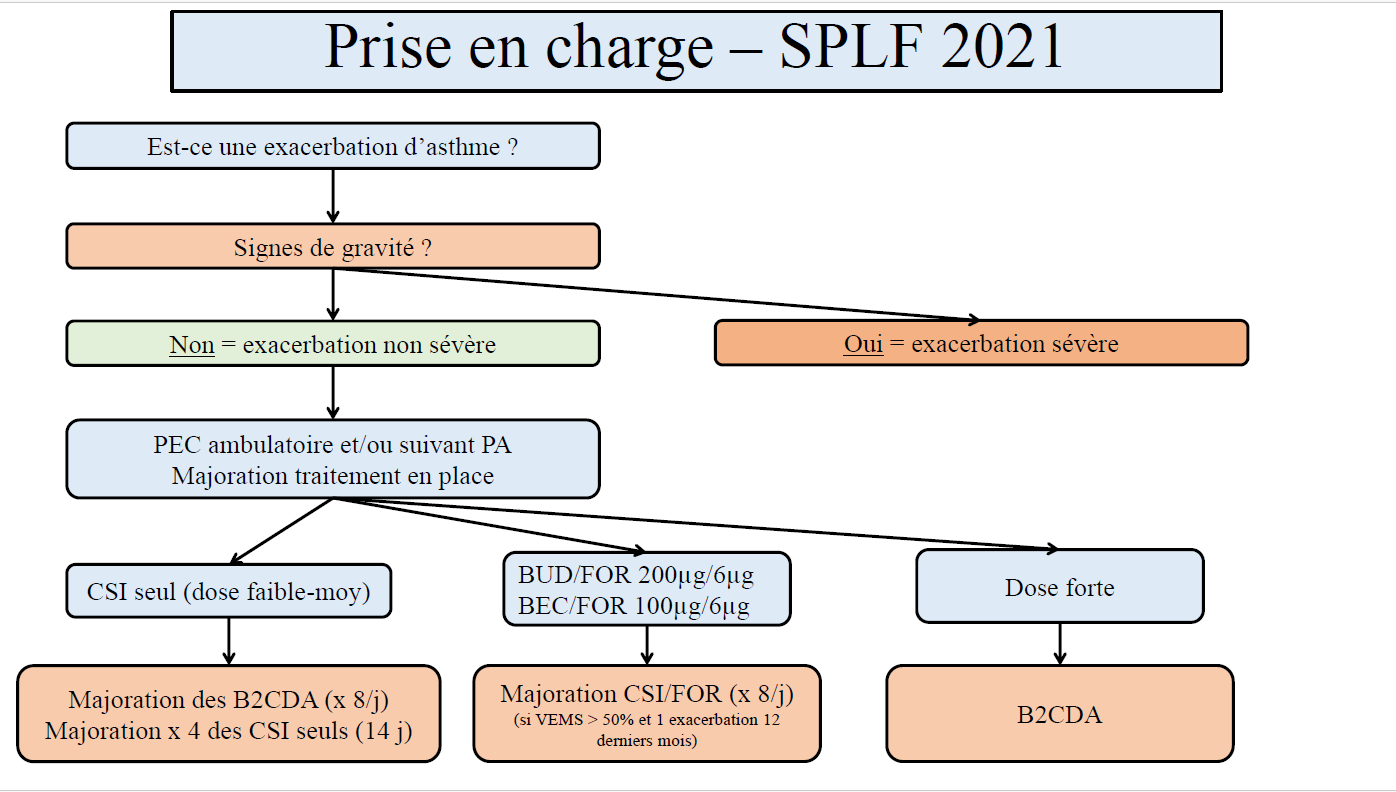 Prise en charge – SPLF 2021
Est-ce une exacerbation d’asthme ?
Signes de gravité ?
Non = exacerbation non sévère
Oui = exacerbation sévère
PEC ambulatoire et/ou suivant PA
Majoration traitement en place
CSI seul (dose faible-moy)
BUD/FOR 200µg/6µg
BEC/FOR 100µg/6µg
Dose forte
Majoration des B2CDA (x 8/j)
Majoration x 4 des CSI seuls (14 j)
Majoration CSI/FOR (x 8/j)
(si VEMS > 50% et 1 exacerbation 12
derniers mois)
B2CDA